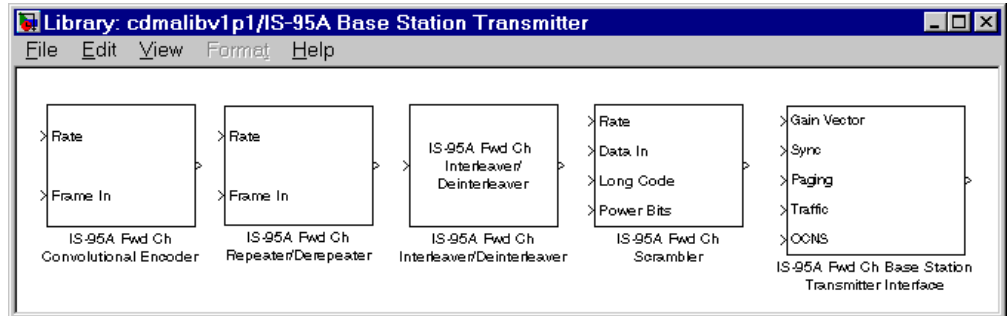 Library: cdmalibv1p1/IS-95A Base Station Transmitter
File Edit View Format Help
Rate
Frame In
IS-95A Fwd Ch
Convolutional Encoder
Rate
Frame In
IS-95A Fwd Ch
Repeater/Derepeater
IS-95A Fwd Ch
Interleaver/
Deinterleaver
IS-95A Fwd Ch
Interleaver/Deinterleaver
Rate
Data In
Long Code
Power Bits
IS-95A Fwd Ch
Scrambler
Gain Vector
Sync
Paging
Traffic
OCNS
IS-95A Fwd Ch Base Station
Transmitter Interface